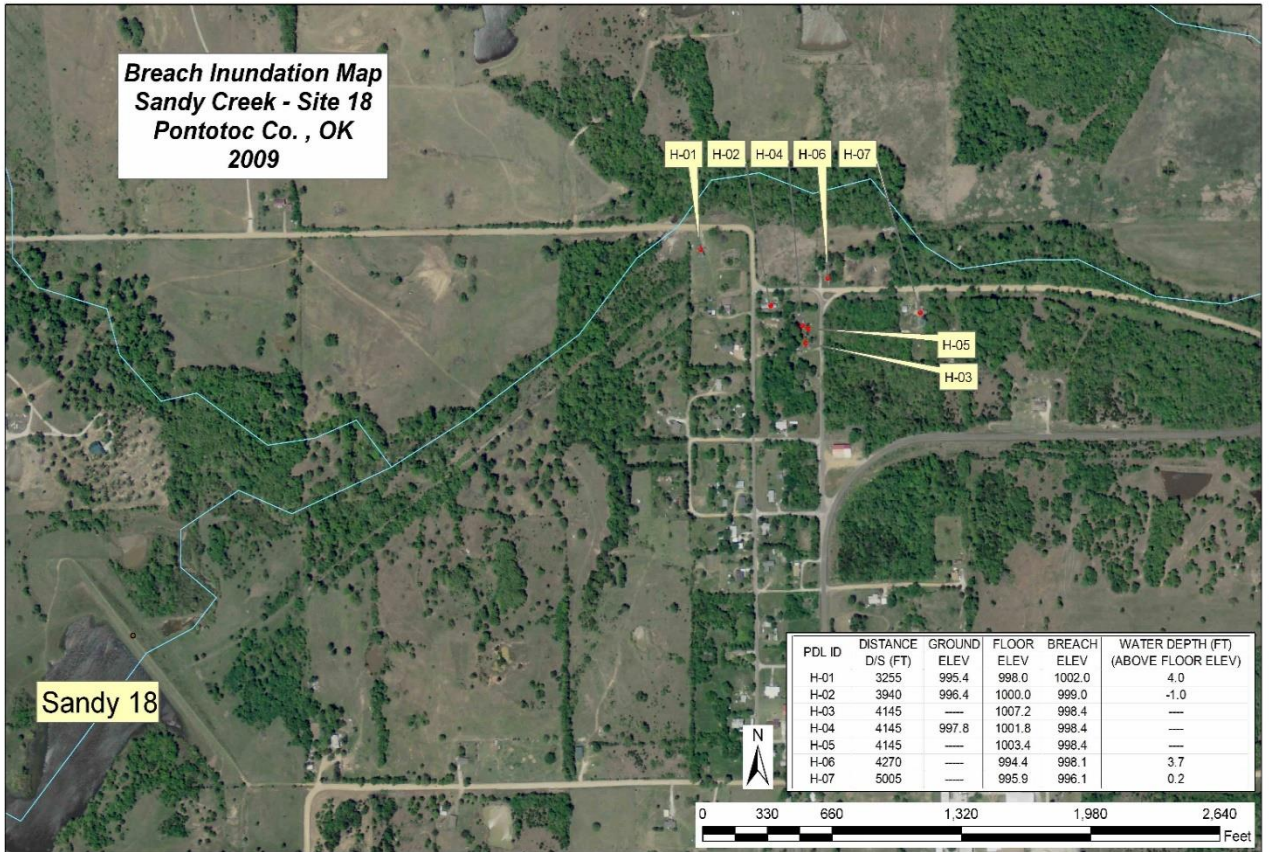 Breach Inundation Map
Sandy Creek - Site 18
Pontotoc Co. , OK
2009
H-01 H-02 H-04 H-06 H-07
H-05
H-03
Sandy 18
N
PDL ID DISTANCE D/S (FT) GROUND ELEV FLOOR ELEV BREACH ELEV WATER DEPTH (FT) (ABOVE FLOOR ELEV)
H-01 3255 995.4 998.0 1002.0 4.0
H-02 3940 996.4 1000.0 999.0 -1.0
H-03 4145 ----- 1007.2 998.4 ----
H-04 4145 997.8 1001.8 998.4 ----
H-05 4145 ----- 1003.4 998.4 ----
H-06 4270 ----- 994.4 998.1 3.7
H-07 5005 ----- 995.9 996.1 0.2
0 330 660 1,320 1,980 2,640
Feet